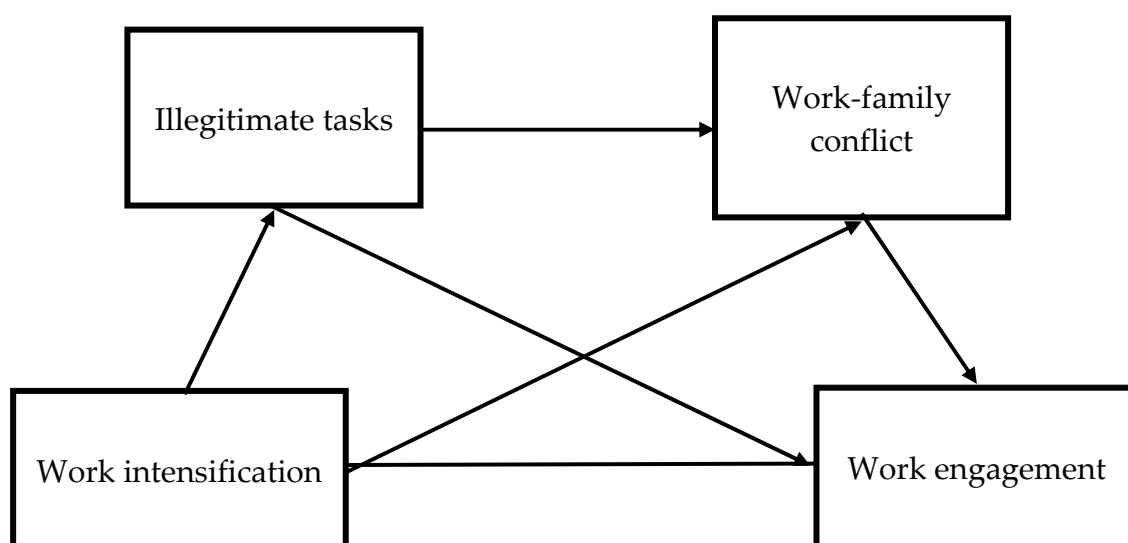 Illegitimate tasks
Work-family
conflict
Work intensification
Work engagement